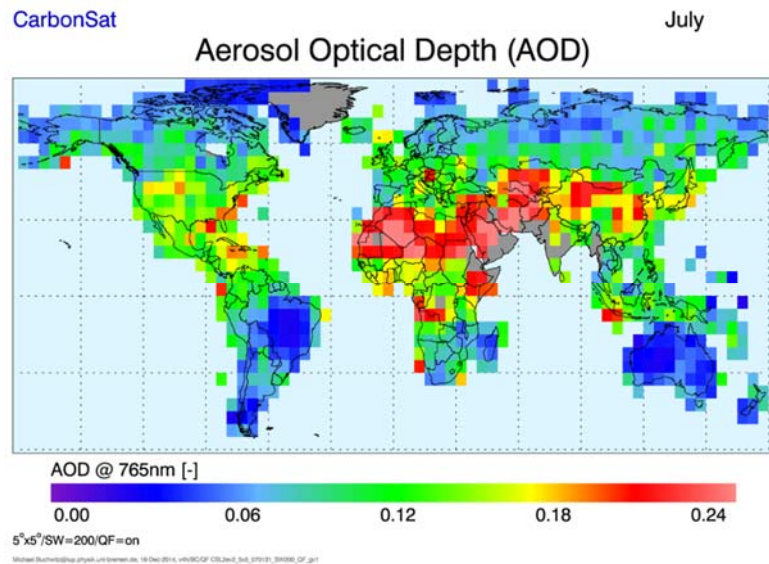 CarbonSat
July
Aerosol Optical Depth (AOD)
AOD @ 765nm [-]
0.00 0.06 0.12 0.18 0.24
5°x5°/SW=200/QF=on